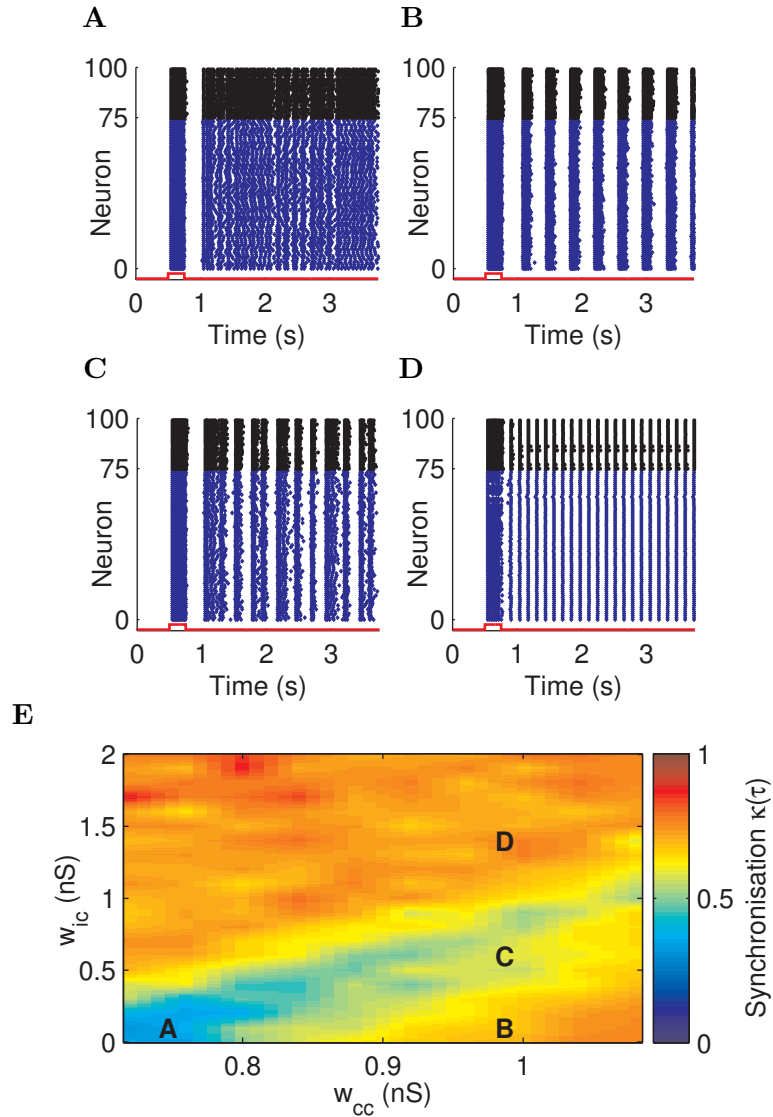 A
B
100
75
0
Neuron
0 1 2 3
Time (s)
100
75
0
Neuron
0 1 2 3
Time (s)
C
D
100
75
0
Neuron
0 1 2 3
Time (s)
100
75
0
Neuron
0 1 2 3
Time (s)
E
2
1.5
1
0.5
0
w_ic (nS)
D
C
A
B
0.8 0.9 1
w_cc (nS)
1
0.5
0
Synchronisation κ(τ)